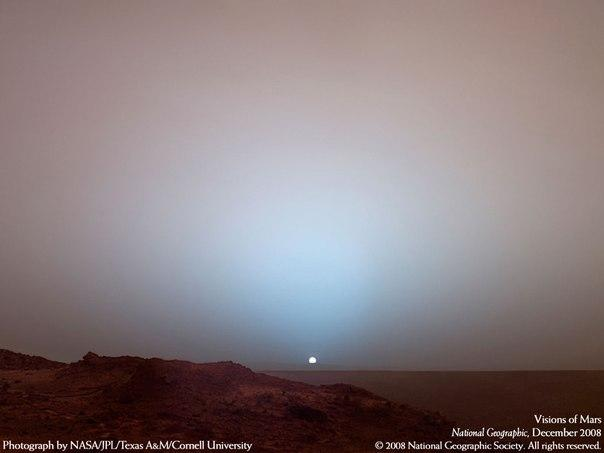 Visions of Mars
National Geographic, December 2008
Photograph by NASA/JPL/Texas A&M/Cornell University
© 2008 National Geographic Society. All rights reserved.